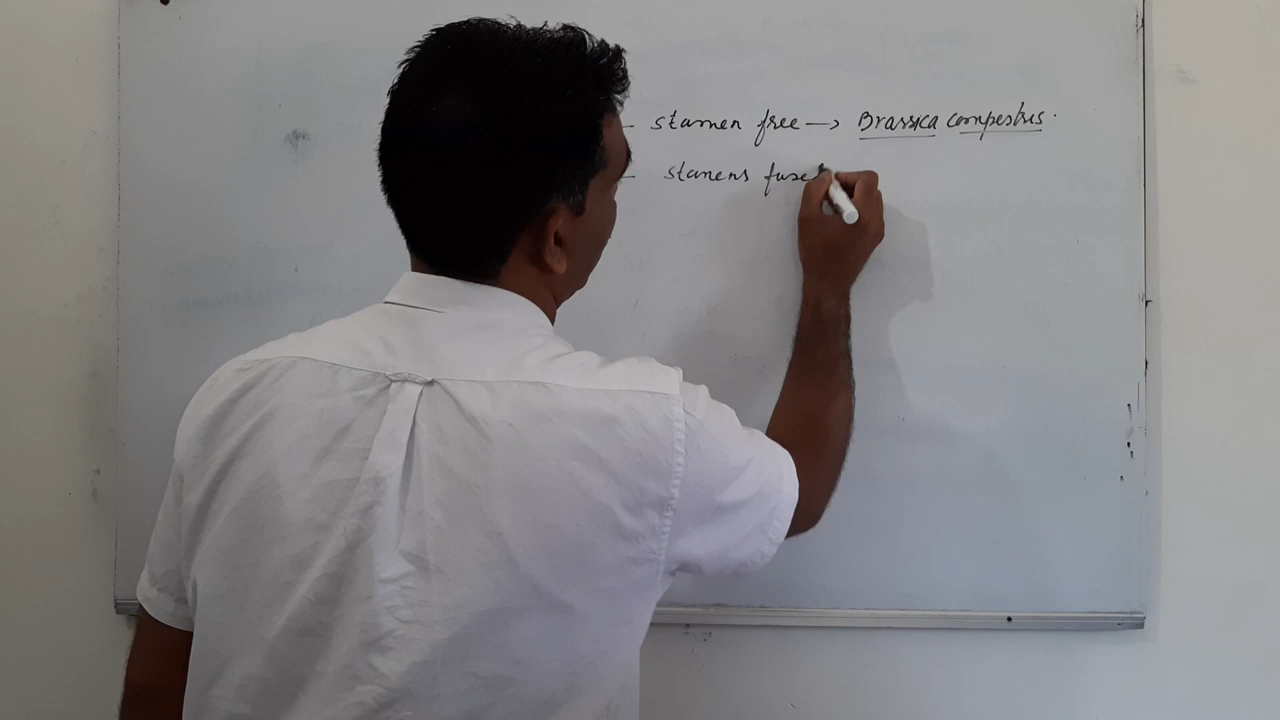 – stamen free → Brassica compestris.
– stamens fused